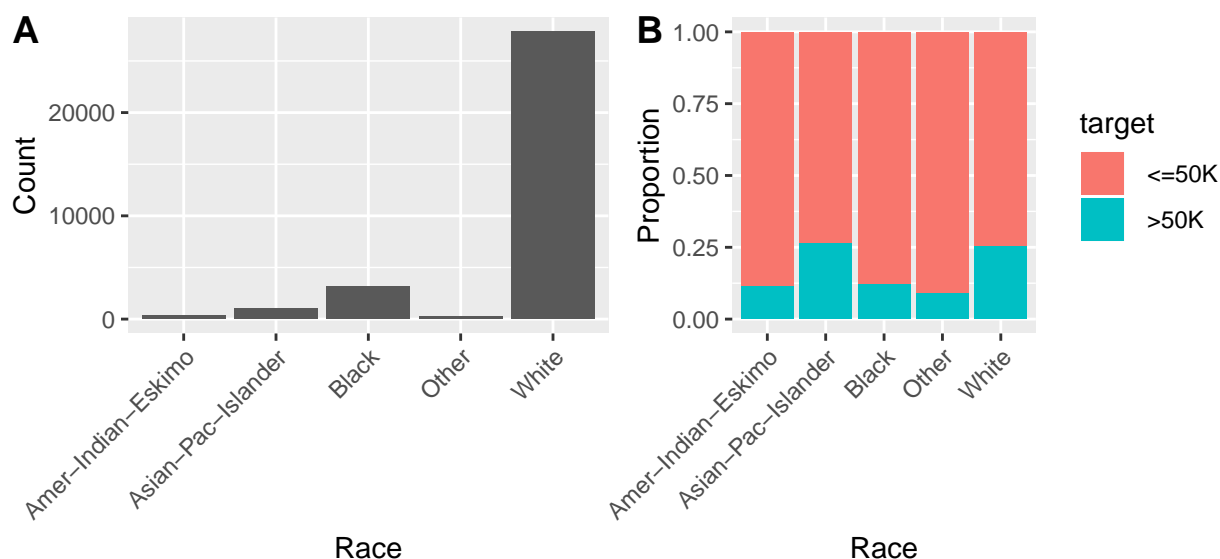 A
Count
20000
10000
0
Amer−Indian−Eskimo
Asian−Pac−Islander
Black
Other
White
Race
B
Proportion
1.00
0.75
0.50
0.25
0.00
Amer−Indian−Eskimo
Asian−Pac−Islander
Black
Other
White
Race
target
<=50K
>50K